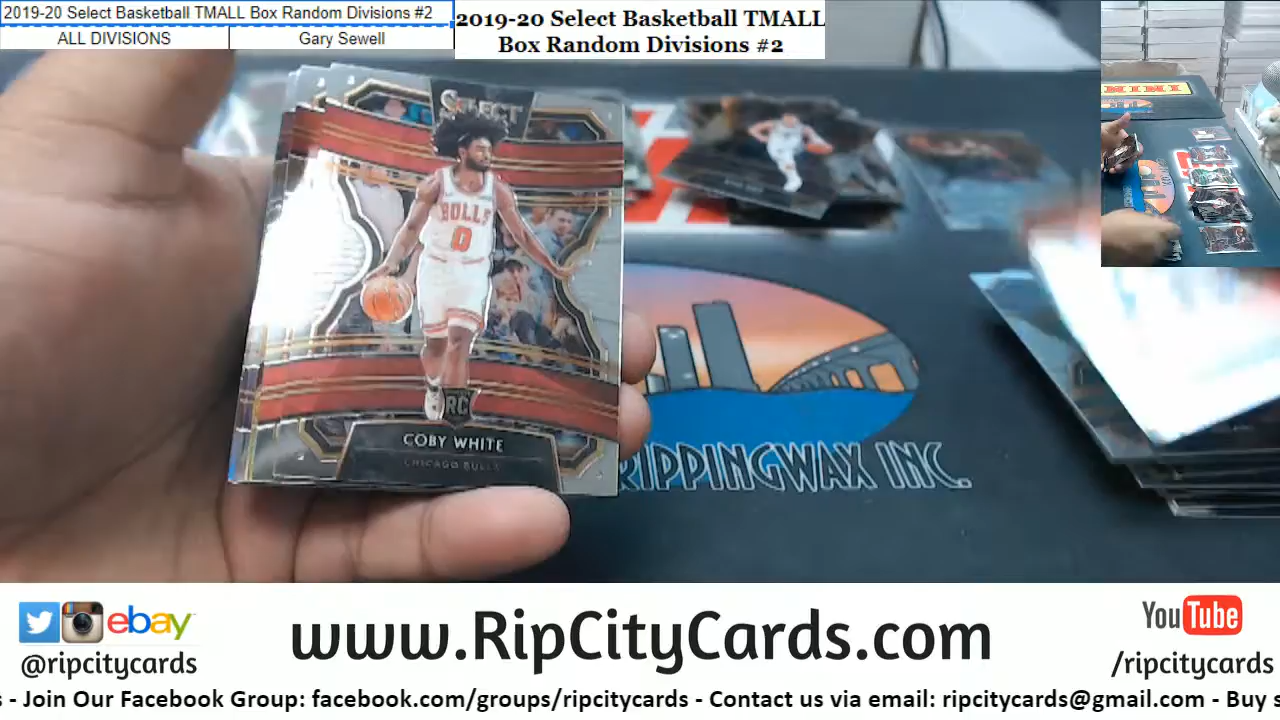 2019-20 Select Basketball TMALL Box Random Divisions #2
ALL DIVISIONS
Gary Sewell
2019-20 Select Basketball TMALL
Box Random Divisions #2
SELECT
BULLS
0
RC
COBY WHITE
CHICAGO BULLS
RIPPINGWAX INC.
PANINI
ebay
@ripcitycards
www.RipCityCards.com
YouTube
/ripcitycards
- Join Our Facebook Group: facebook.com/groups/ripcitycards - Contact us via email: ripcitycards@gmail.com - Buy s